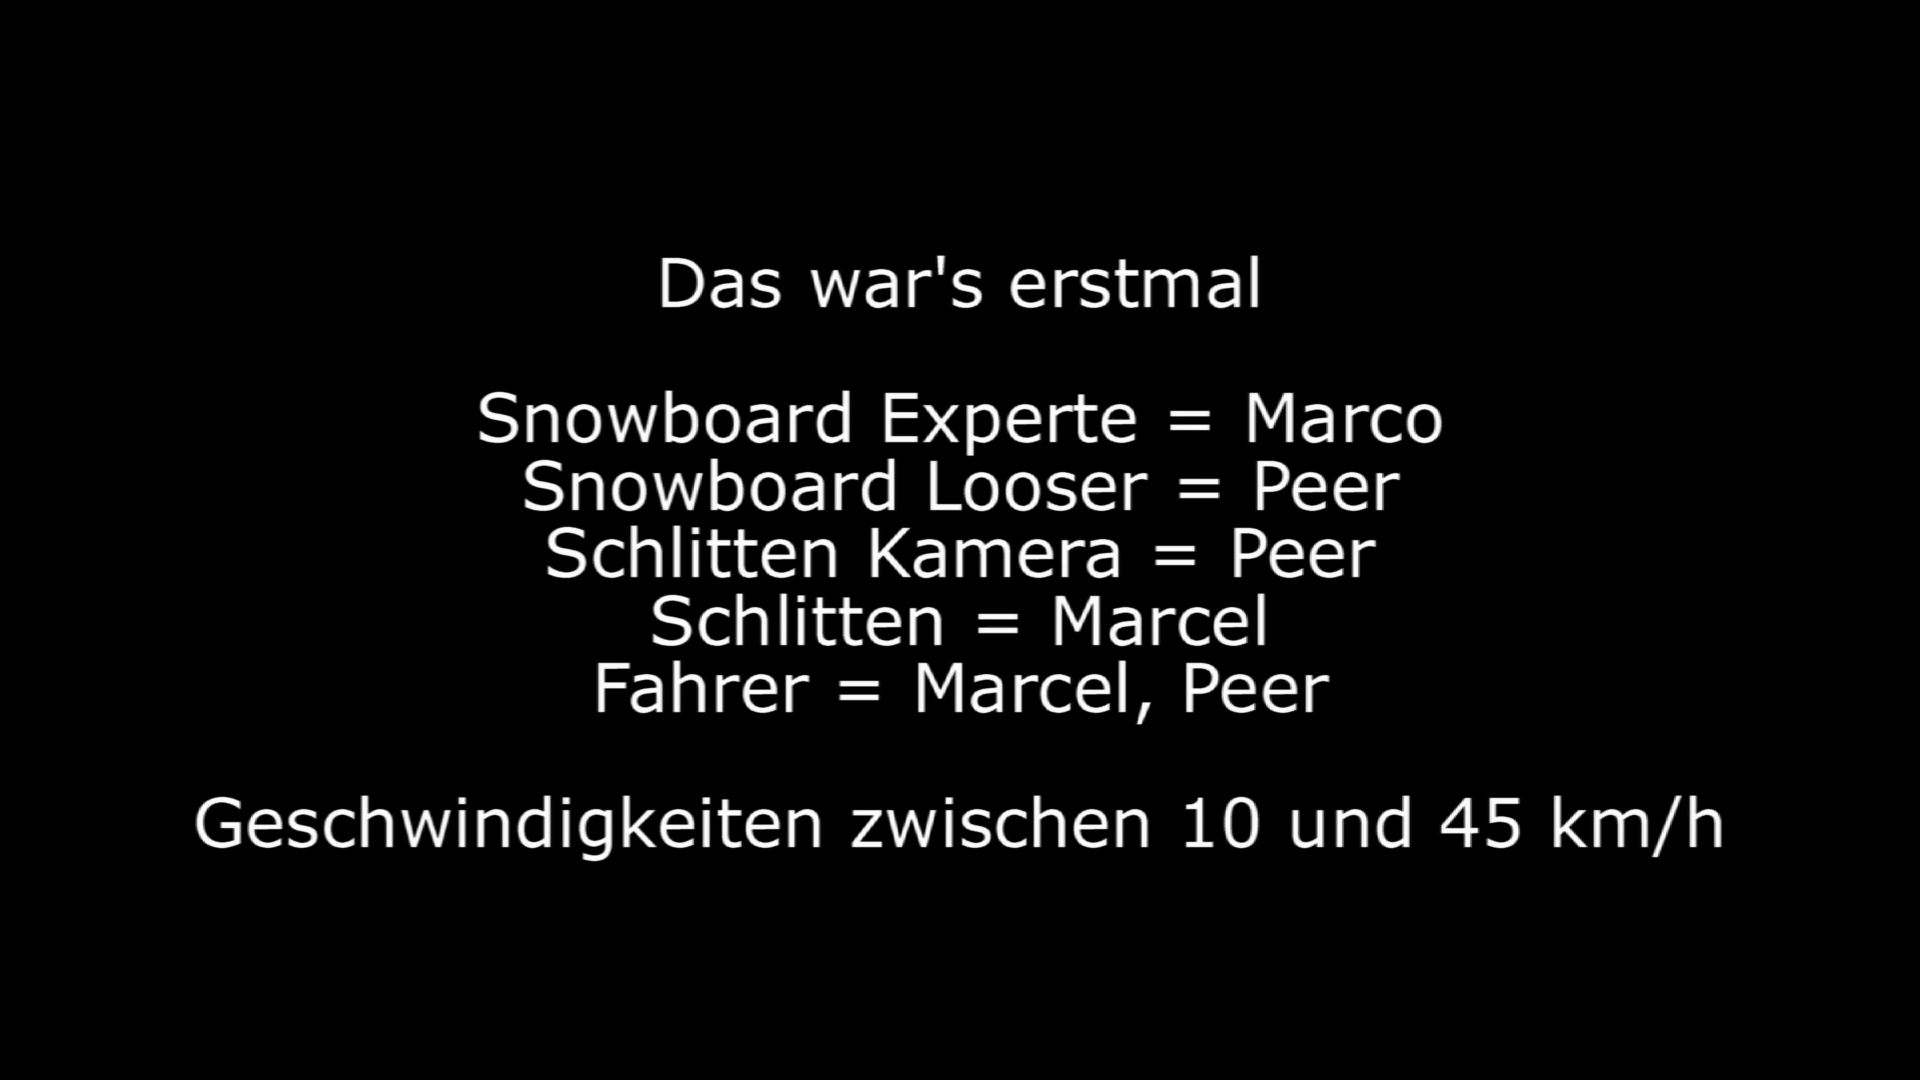 Das war's erstmal
Snowboard Experte = Marco
Snowboard Looser = Peer
Schlitten Kamera = Peer
Schlitten = Marcel
Fahrer = Marcel, Peer
Geschwindigkeiten zwischen 10 und 45 km/h